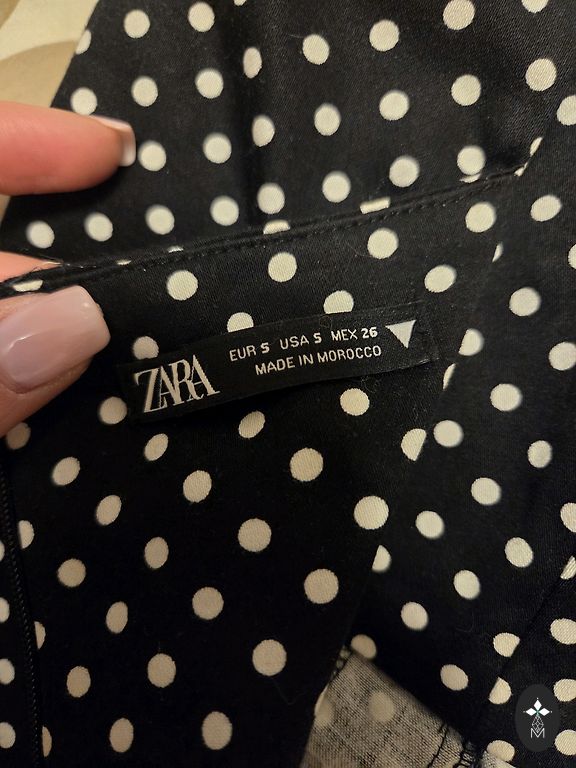 ZARA
EUR S USA S MEX 26
MADE IN MOROCCO
M